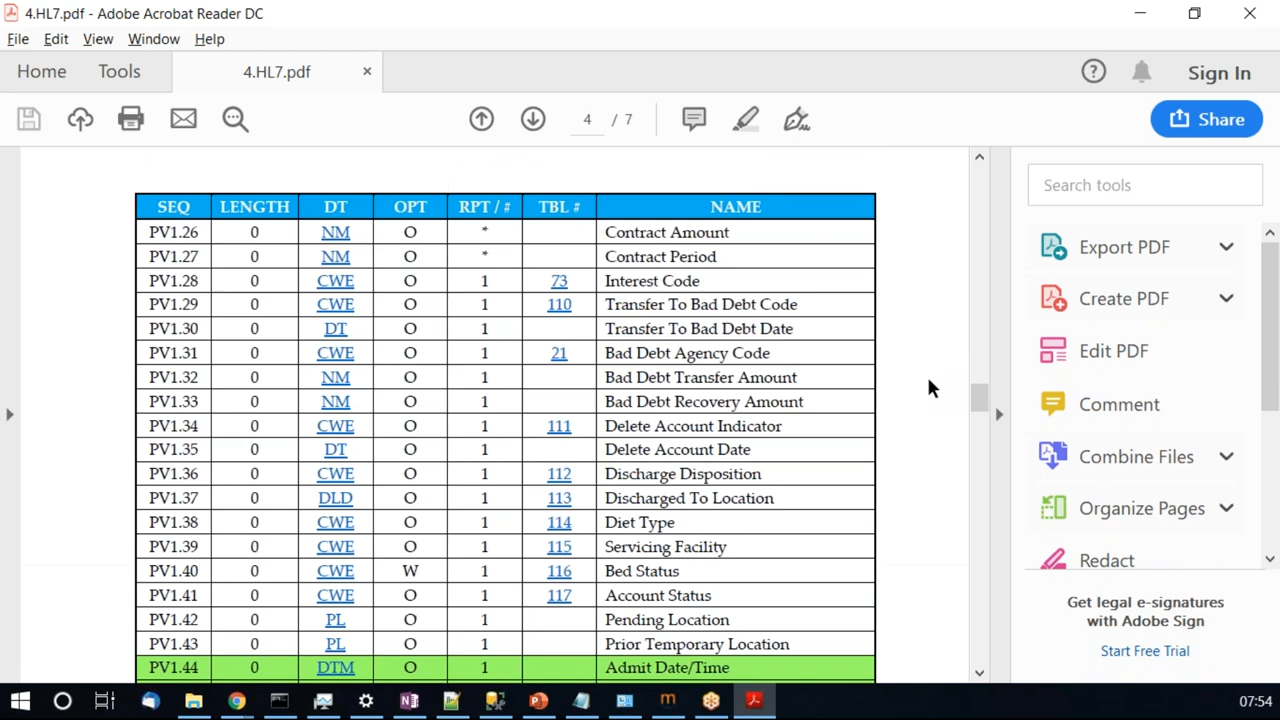 4.HL7.pdf - Adobe Acrobat Reader DC
File Edit View Window Help
Home Tools 4.HL7.pdf × Sign In
4 / 7 Share
Search tools
SEQ LENGTH DT OPT RPT / # TBL # NAME
PV1.26 0 NM O * Contract Amount
PV1.27 0 NM O * Contract Period
PV1.28 0 CWE O 1 73 Interest Code
PV1.29 0 CWE O 1 110 Transfer To Bad Debt Code
PV1.30 0 DT O 1 Transfer To Bad Debt Date
PV1.31 0 CWE O 1 21 Bad Debt Agency Code
PV1.32 0 NM O 1 Bad Debt Transfer Amount
PV1.33 0 NM O 1 Bad Debt Recovery Amount
PV1.34 0 CWE O 1 111 Delete Account Indicator
PV1.35 0 DT O 1 Delete Account Date
PV1.36 0 CWE O 1 112 Discharge Disposition
PV1.37 0 DLD O 1 113 Discharged To Location
PV1.38 0 CWE O 1 114 Diet Type
PV1.39 0 CWE O 1 115 Servicing Facility
PV1.40 0 CWE W 1 116 Bed Status
PV1.41 0 CWE O 1 117 Account Status
PV1.42 0 PL O 1 Pending Location
PV1.43 0 PL O 1 Prior Temporary Location
PV1.44 0 DTM O 1 Admit Date/Time
Export PDF
Create PDF
Edit PDF
Comment
Combine Files
Organize Pages
Redact
Get legal e-signatures
with Adobe Sign
Start Free Trial
07:54